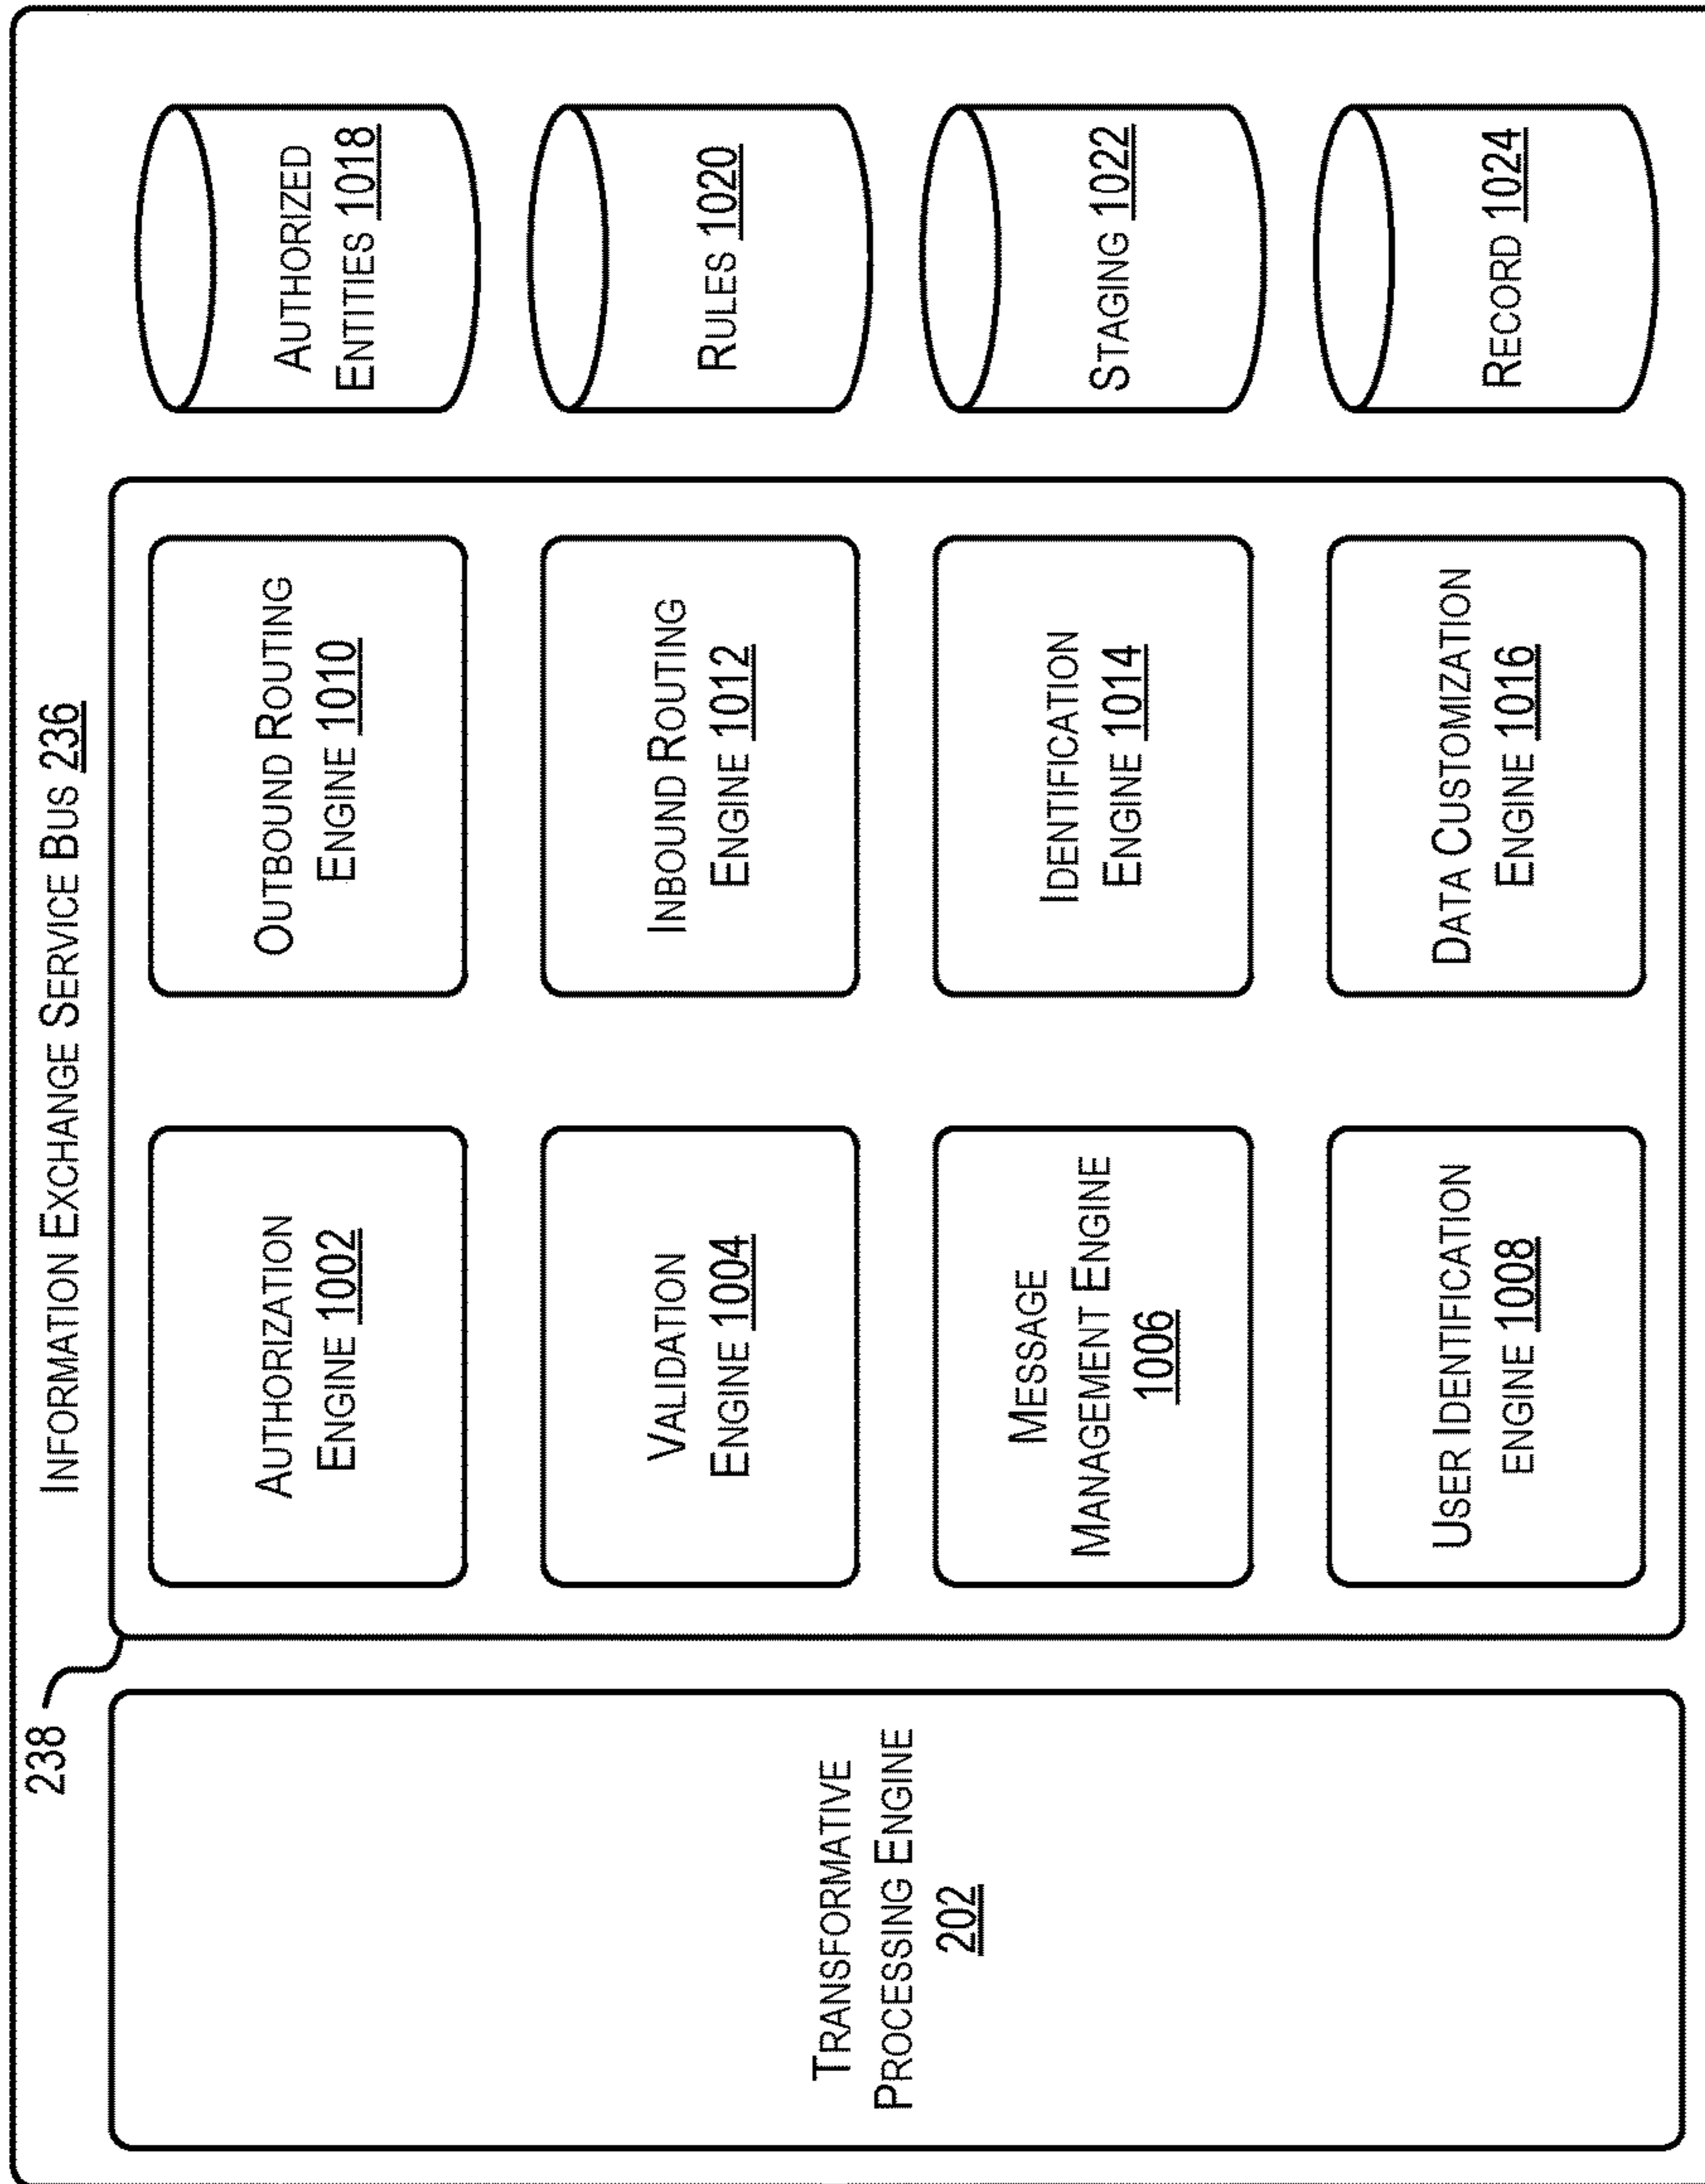 INFORMATION EXCHANGE SERVICE BUS 236
238
TRANSFORMATIVE
PROCESSING ENGINE
202
AUTHORIZATION
ENGINE 1002
VALIDATION
ENGINE 1004
MESSAGE
MANAGEMENT ENGINE
1006
USER IDENTIFICATION
ENGINE 1008
OUTBOUND ROUTING
ENGINE 1010
INBOUND ROUTING
ENGINE 1012
IDENTIFICATION
ENGINE 1014
DATA CUSTOMIZATION
ENGINE 1016
AUTHORIZED
ENTITIES 1018
RULES 1020
STAGING 1022
RECORD 1024